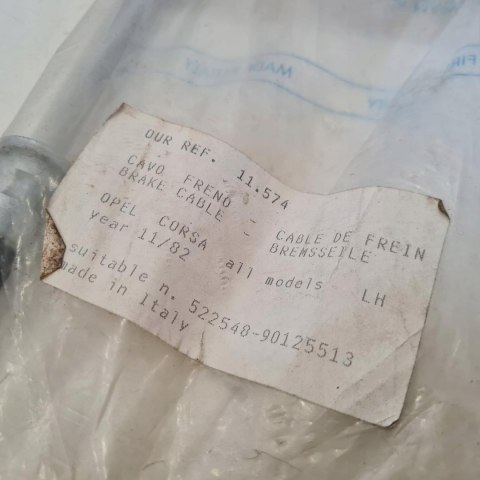 OUR REF. 11.574
CAVO FRENO - CABLE DE FREIN
BRAKE CABLE - BREMSSEILE
OPEL CORSA all models LH
year 11/82
suitable n. 522548-90125513
made in Italy